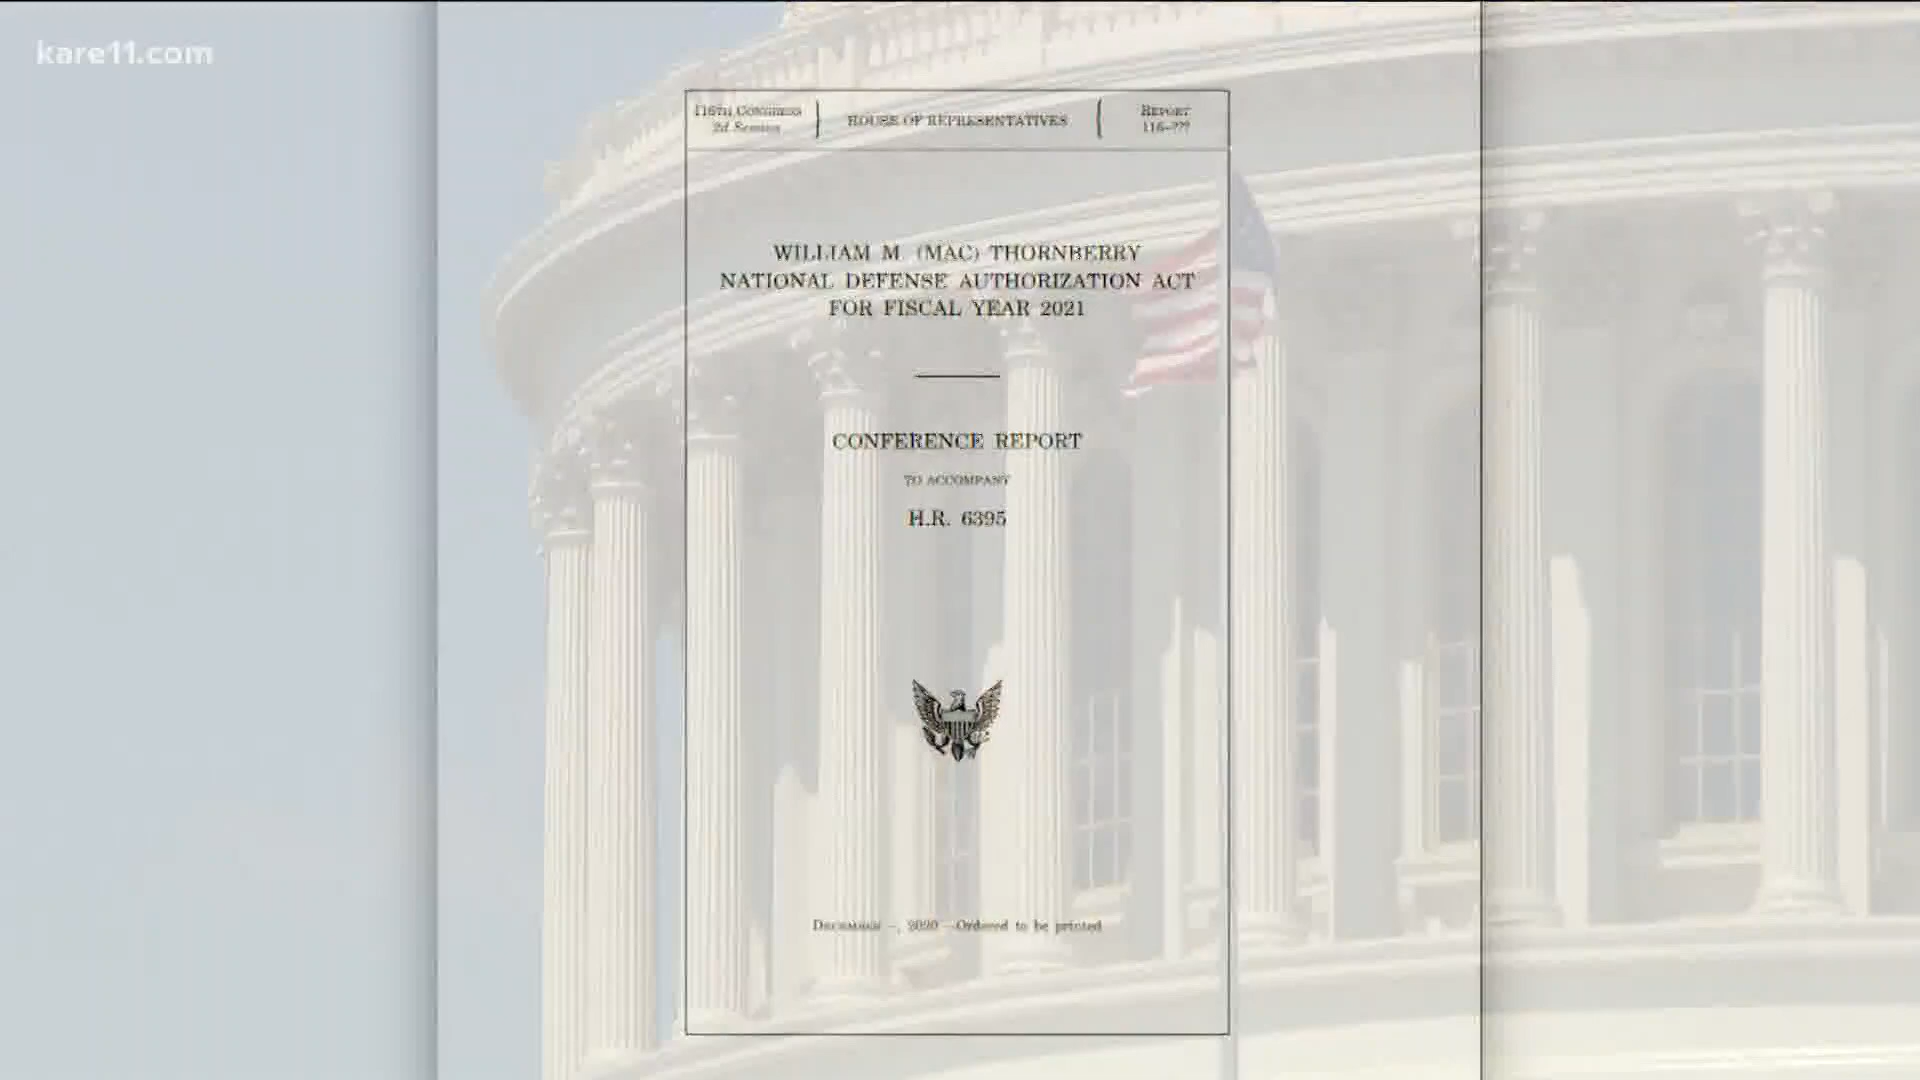 kare11.com
116TH CONGRESS
2d Session
HOUSE OF REPRESENTATIVES
REPORT
116–???
WILLIAM M. (MAC) THORNBERRY
NATIONAL DEFENSE AUTHORIZATION ACT
FOR FISCAL YEAR 2021
CONFERENCE REPORT
TO ACCOMPANY
H.R. 6395
DECEMBER –, 2020.—Ordered to be printed